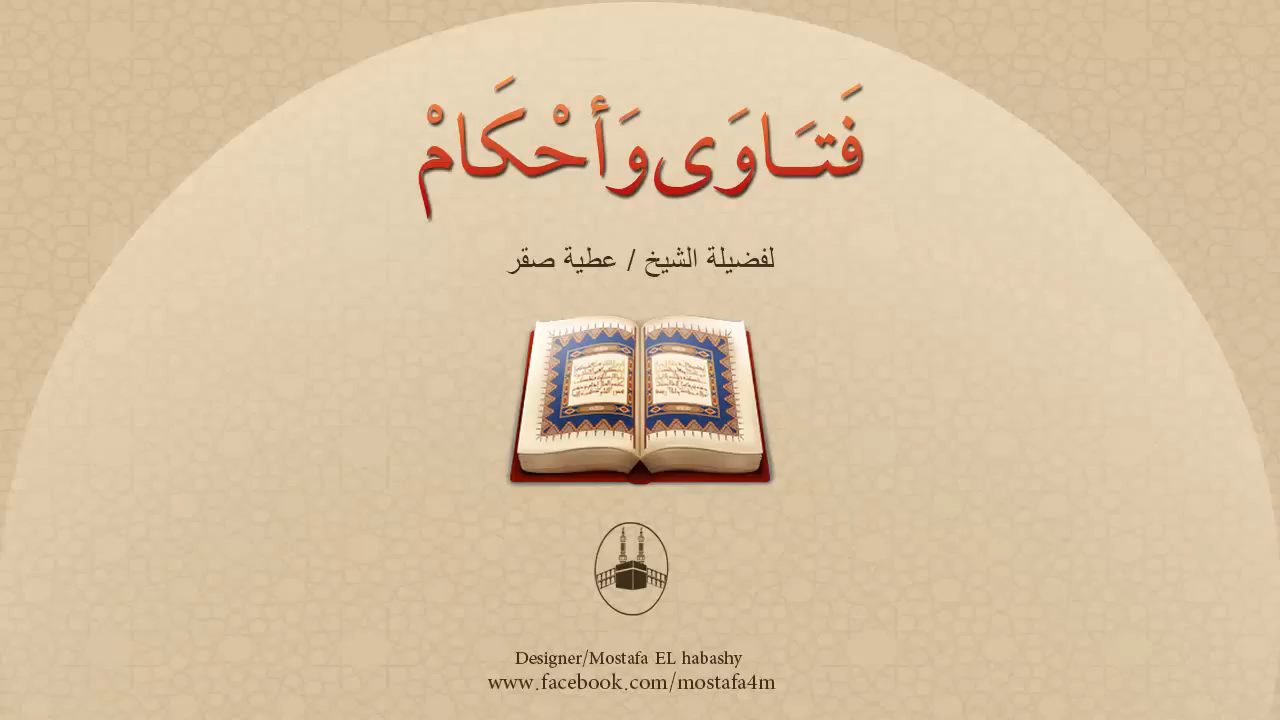 فَتَاوَى وَأَحْكَامْ
لفضيلة الشيخ / عطية صقر
Designer/Mostafa EL habashy
www.facebook.com/mostafa4m